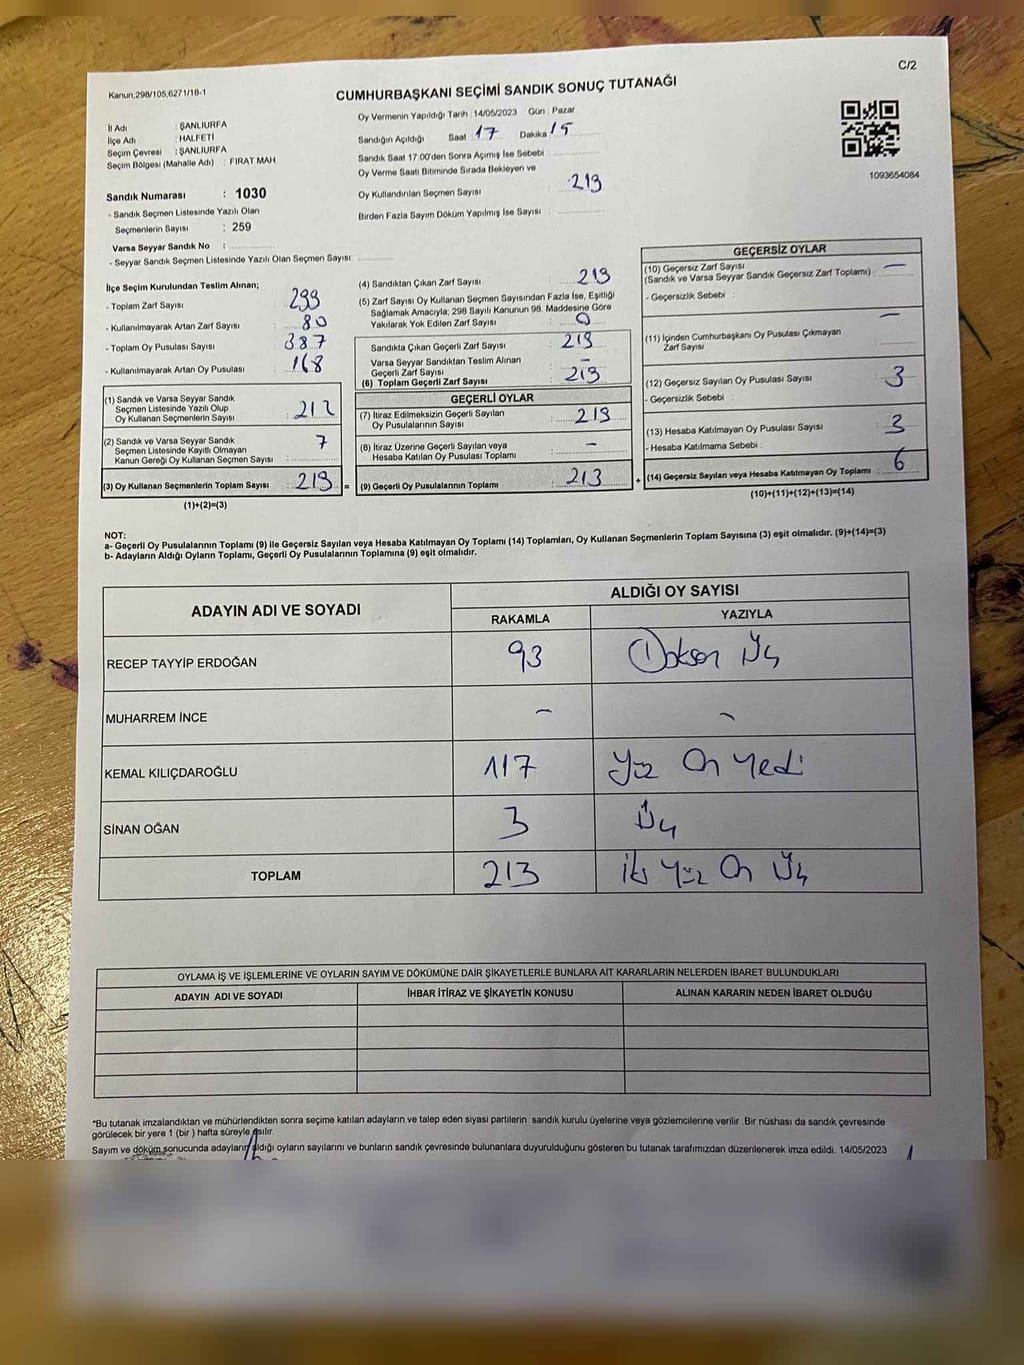 C/2
Kanun,298/105,6271/18-1
CUMHURBAŞKANI SEÇİMİ SANDIK SONUÇ TUTANAĞI
İl Adı : ŞANLIURFA
İlçe Adı : HALFETİ
Seçim Çevresi : ŞANLIURFA
Seçim Bölgesi (Mahalle Adı) : FIRAT MAH.
Sandık Numarası : 1030
- Sandık Seçmen Listesinde Yazılı Olan
Seçmenlerin Sayısı : 259
Varsa Seyyar Sandık No :
- Seyyar Sandık Seçmen Listesinde Yazılı Olan Seçmen Sayısı:
Oy Vermenin Yapıldığı Tarih : 14/05/2023 Gün : Pazar
Sandığın Açıldığı Saat : 17 Dakika : 15
Sandık Saat 17:00'den Sonra Açımış İse Sebebi :
Oy Verme Saati Bitiminde Sırada Bekleyen ve
Oy Kullandırılan Seçmen Sayısı : 219
Birden Fazla Sayım Döküm Yapılmış İse Sayısı :
1093654084
İlçe Seçim Kurulundan Teslim Alınan;
- Toplam Zarf Sayısı : 299
- Kullanılmayarak Artan Zarf Sayısı : 80
- Toplam Oy Pusulası Sayısı : 387
- Kullanılmayarak Artan Oy Pusulası : 168
(1) Sandık ve Varsa Seyyar Sandık
Seçmen Listesinde Yazılı Olup
Oy Kullanan Seçmenlerin Sayısı : 212
(2) Sandık ve Varsa Seyyar Sandık
Seçmen Listesinde Kayıtlı Olmayan
Kanun Gereği Oy Kullanan Seçmen Sayısı : 7
(3) Oy Kullanan Seçmenlerin Toplam Sayısı : 219 =
(1)+(2)=(3)
(4) Sandıktan Çıkan Zarf Sayısı : 219
(5) Zarf Sayısı Oy Kullanan Seçmen Sayısından Fazla İse, Eşitliği
Sağlamak Amacıyla; 298 Sayılı Kanunun 98. Maddesine Göre
Yakılarak Yok Edilen Zarf Sayısı : 0
Sandıkta Çıkan Geçerli Zarf Sayısı : 219
Varsa Seyyar Sandıktan Teslim Alınan
Geçerli Zarf Sayısı : -
(6) Toplam Geçerli Zarf Sayısı : 219
GEÇERLİ OYLAR
(7) İtiraz Edilmeksizin Geçerli Sayılan
Oy Pusulalarının Sayısı : 213
(8) İtiraz Üzerine Geçerli Sayılan veya
Hesaba Katılan Oy Pusulası Toplamı : -
(9) Geçerli Oy Pusulalarının Toplamı : 213 +
GEÇERSİZ OYLAR
(10) Geçersiz Zarf Sayısı
(Sandık ve Varsa Seyyar Sandık Geçersiz Zarf Toplamı) : -
- Geçersizlik Sebebi :
(11) İçinden Cumhurbaşkanı Oy Pusulası Çıkmayan
Zarf Sayısı : -
(12) Geçersiz Sayılan Oy Pusulası Sayısı : 3
- Geçersizlik Sebebi :
(13) Hesaba Katılmayan Oy Pusulası Sayısı : 3
- Hesaba Katılmama Sebebi :
(14) Geçersiz Sayılan veya Hesaba Katılmayan Oy Toplamı : 6
(10)+(11)+(12)+(13)=(14)
NOT:
a- Geçerli Oy Pusulalarının Toplamı (9) ile Geçersiz Sayılan veya Hesaba Katılmayan Oy Toplamı (14) Toplamları, Oy Kullanan Seçmenlerin Toplam Sayısına (3) eşit olmalıdır. (9)+(14)=(3)
b- Adayların Aldığı Oyların Toplamı, Geçerli Oy Pusulalarının Toplamına (9) eşit olmalıdır.
ADAYIN ADI VE SOYADI ALDIĞI OY SAYISI
RAKAMLA YAZIYLA
RECEP TAYYİP ERDOĞAN 93 Doksan Üç
MUHARREM İNCE - -
KEMAL KILIÇDAROĞLU 117 Yüz On Yedi
SİNAN OĞAN 3 Üç
TOPLAM 213 İki Yüz On Üç
OYLAMA İŞ VE İŞLEMLERİNE VE OYLARIN SAYIM VE DÖKÜMÜNE DAİR ŞİKAYETLERLE BUNLARA AİT KARARLARIN NELERDEN İBARET BULUNDUKLARI
ADAYIN ADI VE SOYADI İHBAR İTİRAZ VE ŞİKAYETİN KONUSU ALINAN KARARIN NEDEN İBARET OLDUĞU
*Bu tutanak imzalandıktan ve mühürlendikten sonra seçime katılan adayların ve talep eden siyasi partilerin sandık kurulu üyelerine veya gözlemcilerine verilir. Bir nüshası da sandık çevresinde
görülecek bir yere 1 (bir ) hafta süreyle asılır.
Sayım ve döküm sonucunda adayların aldığı oyların sayılarını ve bunların sandık çevresinde bulunanlara duyurulduğunu gösteren bu tutanak tarafımızdan düzenlenerek imza edildi. 14/05/2023